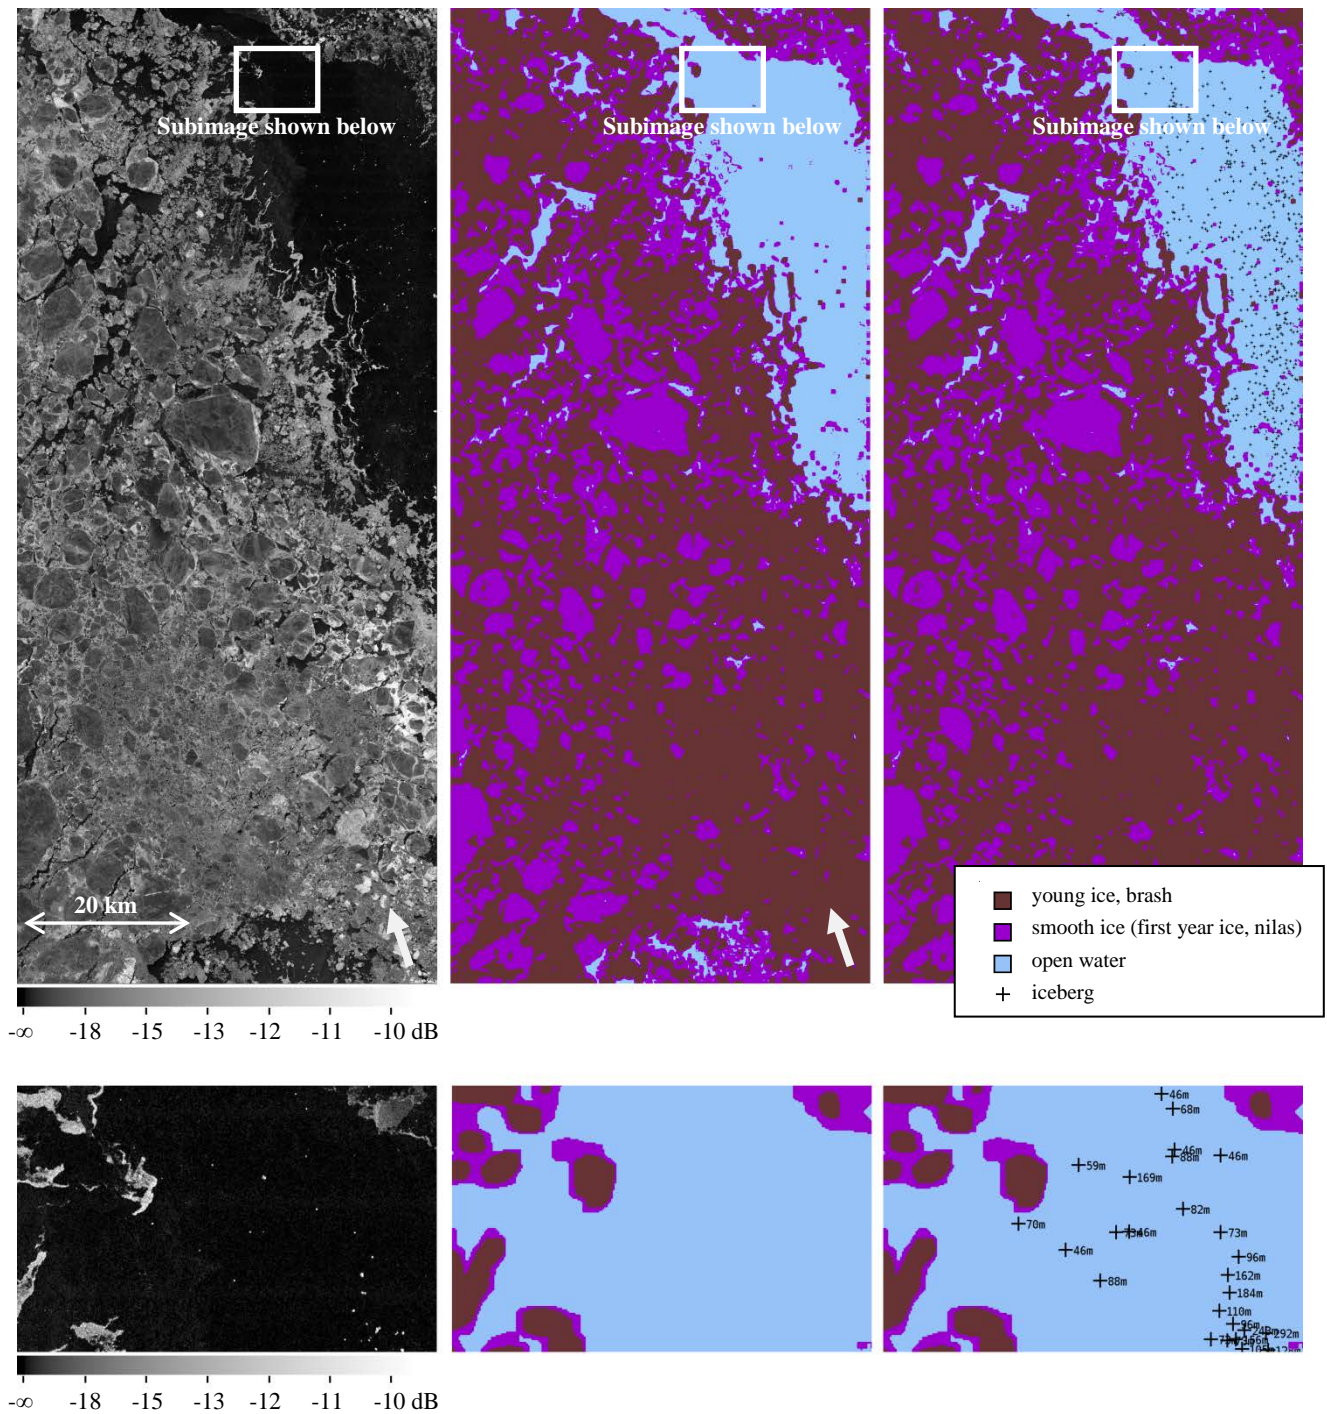 Subimage shown below
Subimage shown below
Subimage shown below
20 km
young ice, brash
smooth ice (first year ice, nilas)
open water
iceberg
-∞ -18 -15 -13 -12 -11 -10 dB
46m
68m
46m
88m
46m
59m
169m
82m
70m
46m
73m
46m
96m
88m
162m
184m
110m
96m
292m
-∞ -18 -15 -13 -12 -11 -10 dB